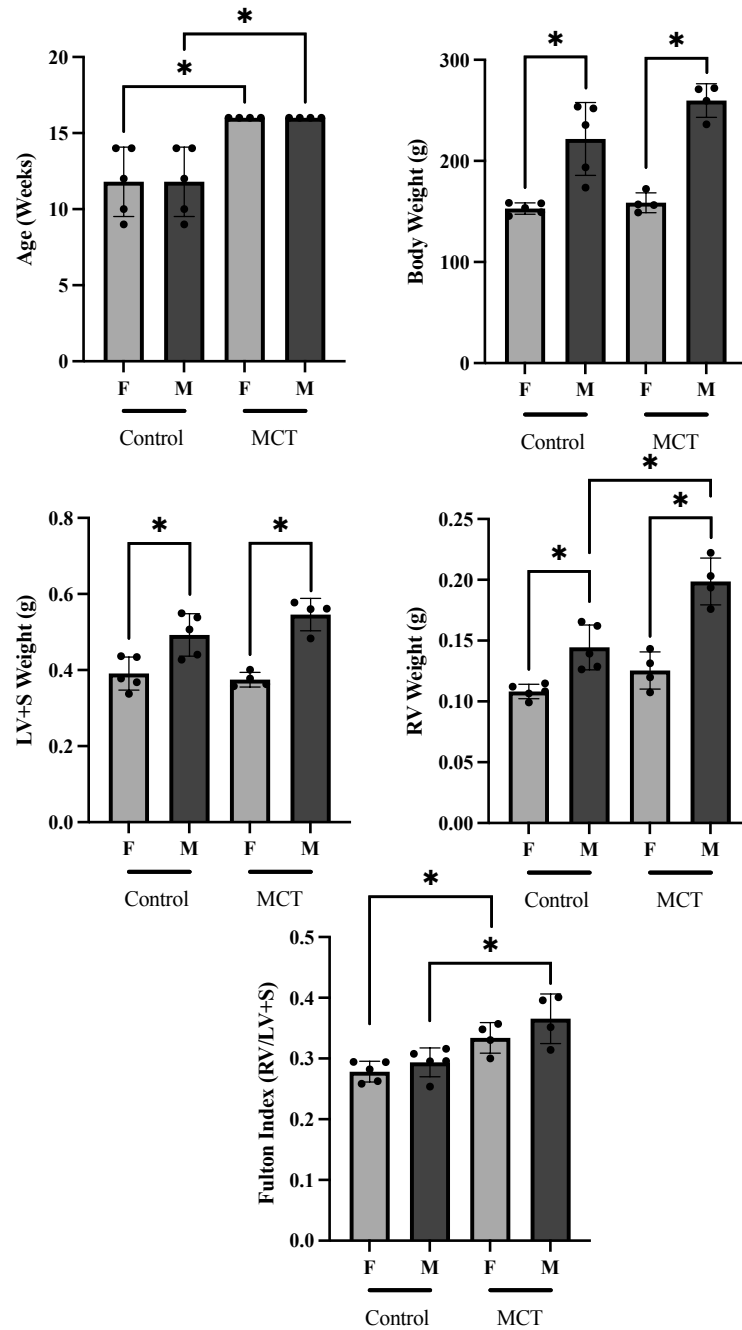 *
*
20
15
10
5
0
Age (Weeks)
F M F M
Control MCT
* *
300
200
100
0
Body Weight (g)
F M F M
Control MCT
* *
0.8
0.6
0.4
0.2
0.0
LV+S Weight (g)
F M F M
Control MCT
*
*
*
0.25
0.20
0.15
0.10
0.05
0.00
RV Weight (g)
F M F M
Control MCT
*
*
0.5
0.4
0.3
0.2
0.1
0.0
Fulton Index (RV/LV+S)
F M F M
Control MCT